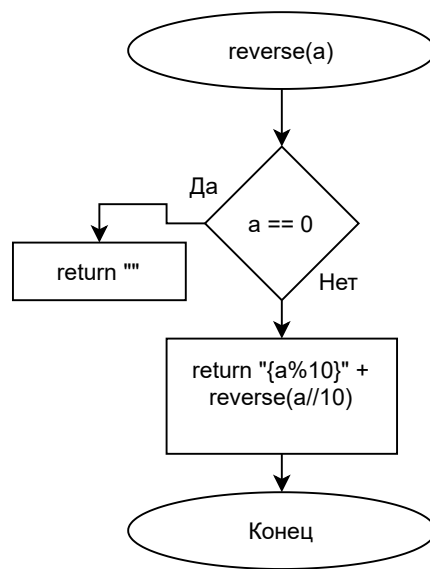 reverse(a)
Да
a == 0
return ""
Нет
return "{a%10}" +
reverse(a//10)
Конец